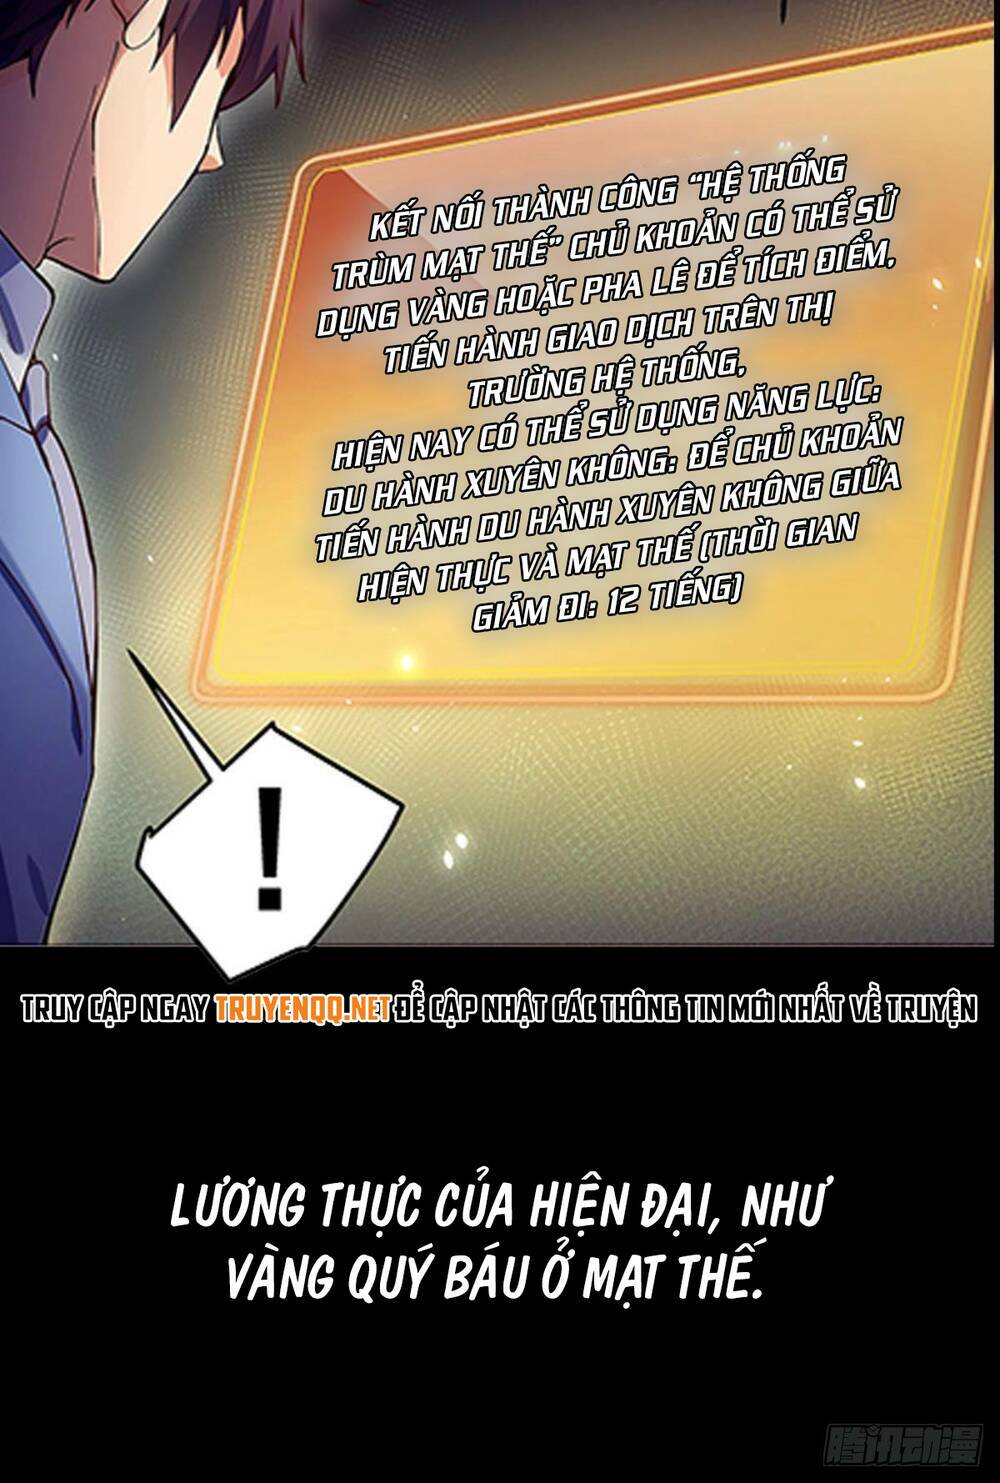 KẾT NỐI THÀNH CÔNG "HỆ THỐNG
TRÙM MẠT THẾ" CHỦ KHOẢN CÓ THỂ SỬ
DỤNG VÀNG HOẶC PHA LÊ ĐỂ TÍCH ĐIỂM,
TIẾN HÀNH GIAO DỊCH TRÊN THỊ
TRƯỜNG HỆ THỐNG,
HIỆN NAY CÓ THỂ SỬ DỤNG NĂNG LỰC:
DU HÀNH XUYÊN KHÔNG: ĐỂ CHỦ KHOẢN
TIẾN HÀNH DU HÀNH XUYÊN KHÔNG GIỮA
HIỆN THỰC VÀ MẠT THẾ (THỜI GIAN
GIẢM ĐI: 12 TIẾNG)
!
TRUY CẬP NGAY TRUYENQQ.NET ĐỂ CẬP NHẬT CÁC THÔNG TIN MỚI NHẤT VỀ TRUYỆN
LƯƠNG THỰC CỦA HIỆN ĐẠI, NHƯ
VÀNG QUÝ BÁU Ở MẠT THẾ.
腾讯动漫